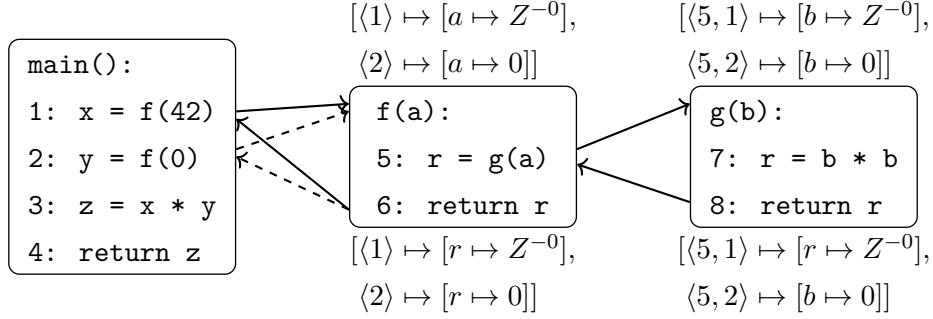 [⟨1⟩ ↦ [a ↦ Z⁻⁰],
⟨2⟩ ↦ [a ↦ 0]]
[⟨5, 1⟩ ↦ [b ↦ Z⁻⁰],
⟨5, 2⟩ ↦ [b ↦ 0]]
main():
1: x = f(42)
2: y = f(0)
3: z = x * y
4: return z
f(a):
5: r = g(a)
6: return r
g(b):
7: r = b * b
8: return r
[⟨1⟩ ↦ [r ↦ Z⁻⁰],
⟨2⟩ ↦ [r ↦ 0]]
[⟨5, 1⟩ ↦ [r ↦ Z⁻⁰],
⟨5, 2⟩ ↦ [b ↦ 0]]